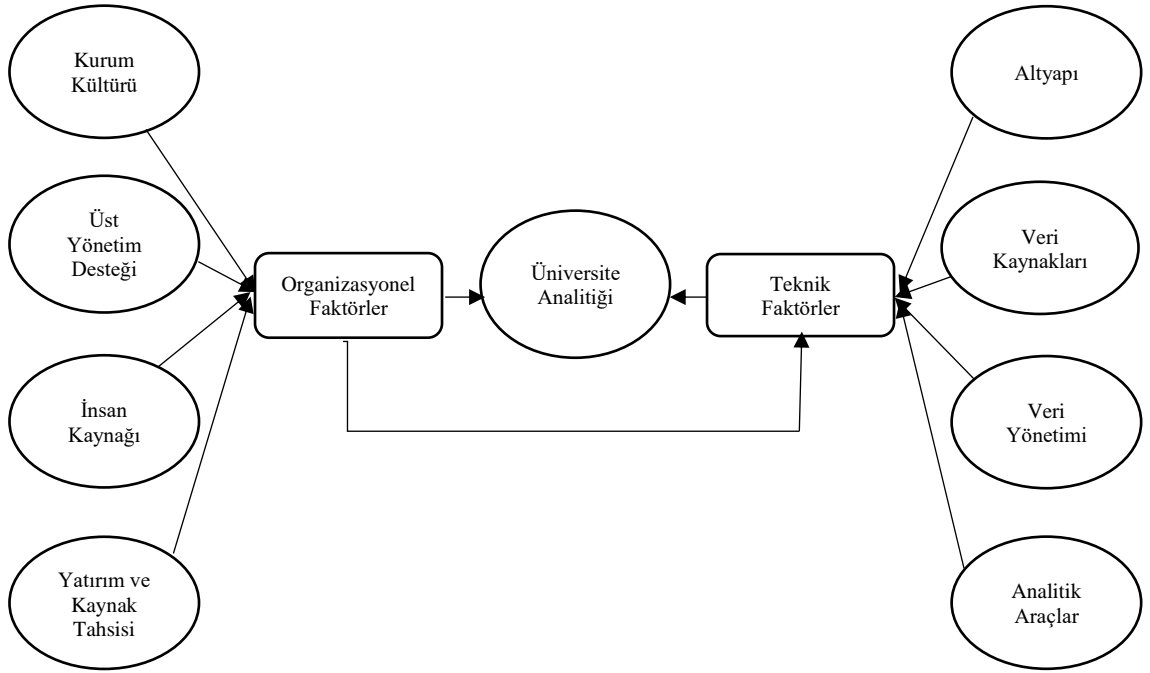 Kurum
Kültürü
Üst
Yönetim
Desteği
İnsan
Kaynağı
Yatırım ve
Kaynak
Tahsisi
Organizasyonel
Faktörler
Üniversite
Analitiği
Teknik
Faktörler
Altyapı
Veri
Kaynakları
Veri
Yönetimi
Analitik
Araçlar